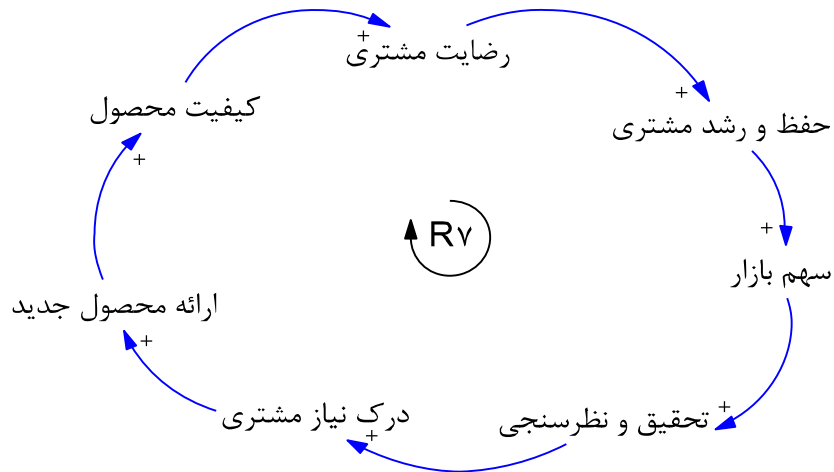 رضایت مشتری
+
حفظ و رشد مشتری
+
سهم بازار
+
تحقیق و نظرسنجی
+
درک نیاز مشتری
+
ارائه محصول جدید
+
کیفیت محصول
+
R۷